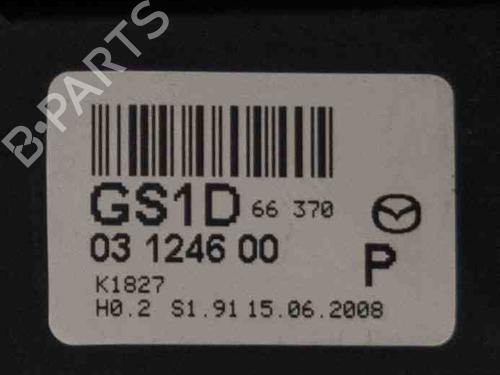 B-PARTS
GS1D 66 370
03 1246 00
P
K1827
H0.2 S1.91 15.06.2008